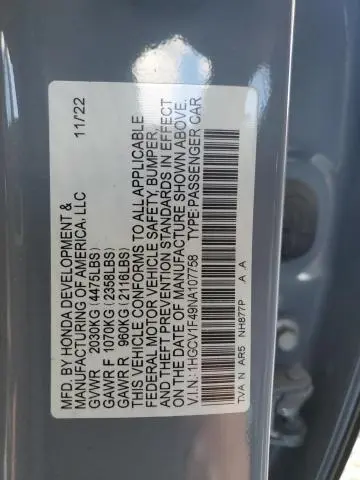 MFD. BY HONDA DEVELOPMENT & 11/'22
MANUFACTURING OF AMERICA, LLC
GVWR 2030KG(4475LBS)
GAWR F 1070KG(2358LBS)
GAWR R 960KG(2116LBS)
THIS VEHICLE CONFORMS TO ALL APPLICABLE
FEDERAL MOTOR VEHICLE SAFETY, BUMPER,
AND THEFT PREVENTION STANDARDS IN EFFECT
ON THE DATE OF MANUFACTURE SHOWN ABOVE.
V.I.N.:1HGCV1F49NA107758 TYPE:PASSENGER CAR
TVA N AR5 NH877P A A